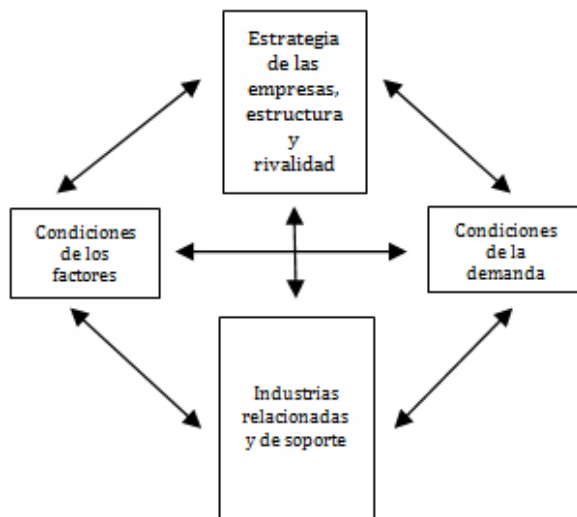 Estrategia
de las
empresas,
estructura
y
rivalidad
Condiciones
de los
factores
Condiciones
de la
demanda
Industrias
relacionadas
y de soporte